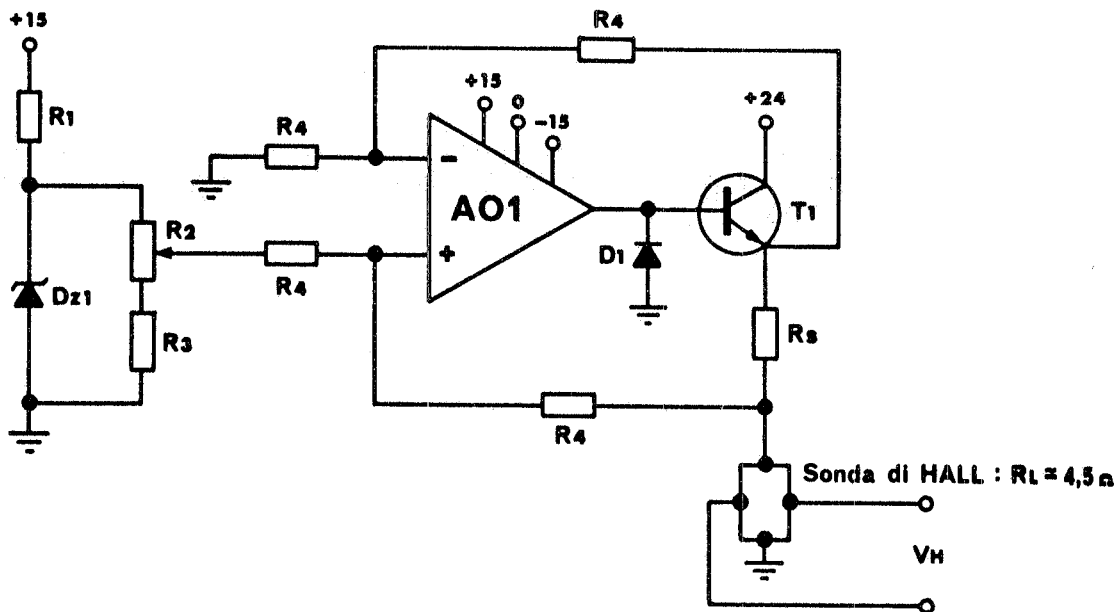 +15
R4
R1
+15
0
-15
+24
R4
-
AO1
T1
R2
+
D1
Dz1
R4
R3
Rs
R4
Sonda di HALL : RL ≃ 4,5 Ω
VH